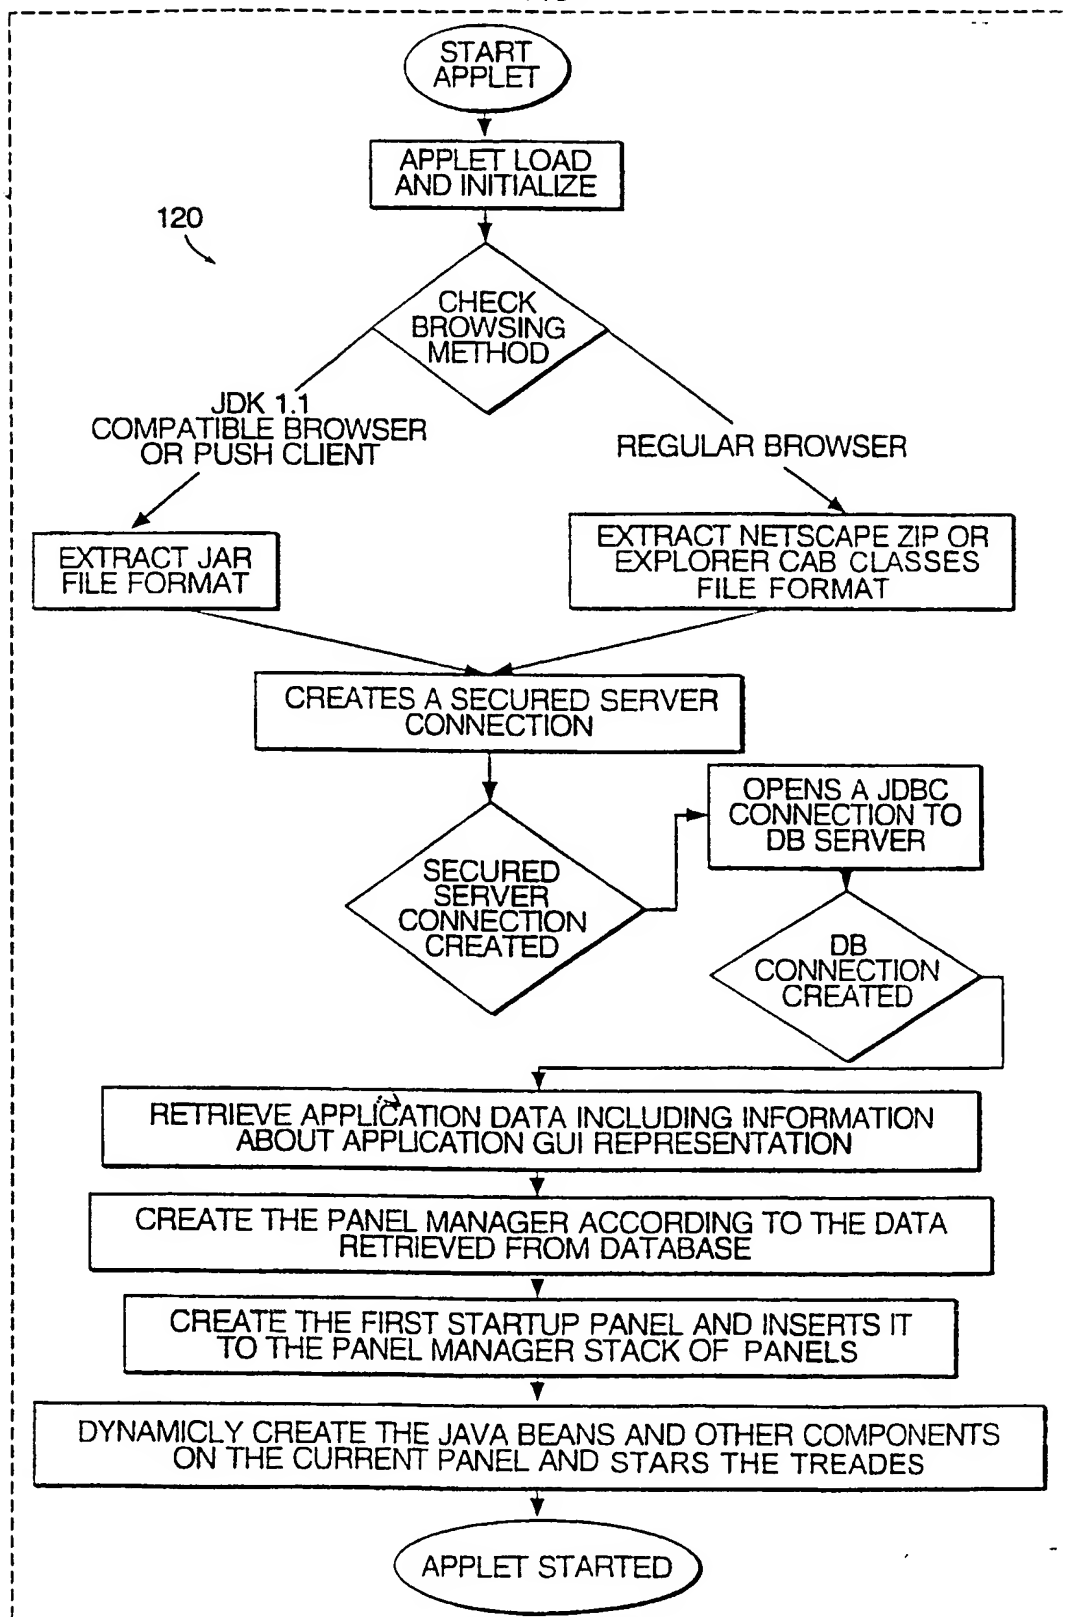 START
APPLET
APPLET LOAD
AND INITIALIZE
120
CHECK
BROWSING
METHOD
JDK 1.1
COMPATIBLE BROWSER
OR PUSH CLIENT
REGULAR BROWSER
EXTRACT JAR
FILE FORMAT
EXTRACT NETSCAPE ZIP OR
EXPLORER CAB CLASSES
FILE FORMAT
CREATES A SECURED SERVER
CONNECTION
OPENS A JDBC
CONNECTION TO
DB SERVER
SECURED
SERVER
CONNECTION
CREATED
DB
CONNECTION
CREATED
RETRIEVE APPLICATION DATA INCLUDING INFORMATION
ABOUT APPLICATION GUI REPRESENTATION
CREATE THE PANEL MANAGER ACCORDING TO THE DATA
RETRIEVED FROM DATABASE
CREATE THE FIRST STARTUP PANEL AND INSERTS IT
TO THE PANEL MANAGER STACK OF PANELS
DYNAMICLY CREATE THE JAVA BEANS AND OTHER COMPONENTS
ON THE CURRENT PANEL AND STARS THE TREADES
APPLET STARTED